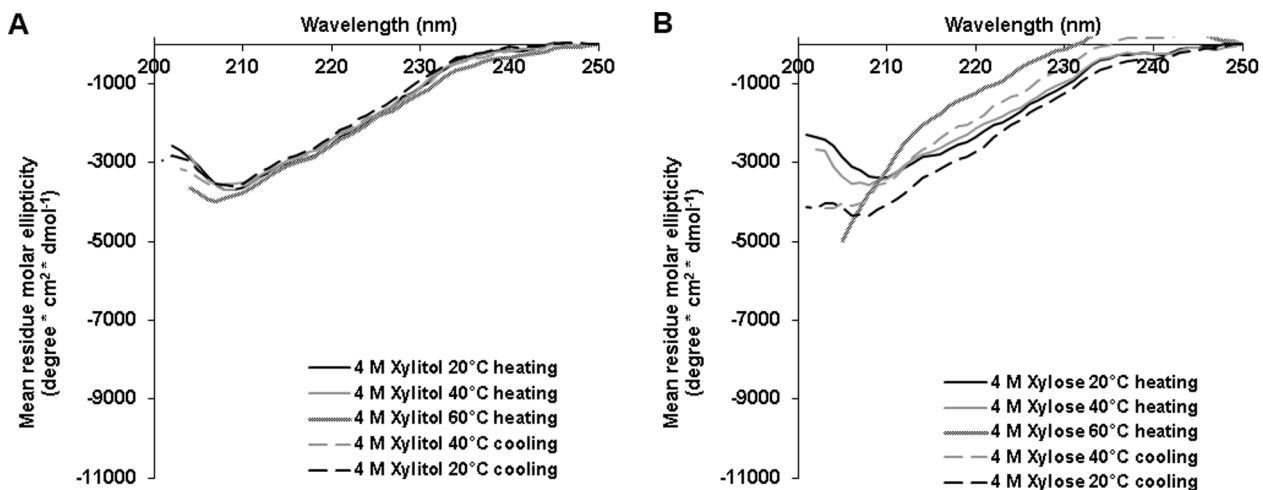 A
Wavelength (nm)
200 210 220 230 240 250
-1000
-3000
-5000
-7000
-9000
-11000
Mean residue molar ellipticity
(degree * cm² * dmol⁻¹)
4 M Xylitol 20°C heating
4 M Xylitol 40°C heating
4 M Xylitol 60°C heating
4 M Xylitol 40°C cooling
4 M Xylitol 20°C cooling
B
Wavelength (nm)
200 210 220 230 240 250
-1000
-3000
-5000
-7000
-9000
-11000
Mean residue molar ellipticity
(degree * cm² * dmol⁻¹)
4 M Xylose 20°C heating
4 M Xylose 40°C heating
4 M Xylose 60°C heating
4 M Xylose 40°C cooling
4 M Xylose 20°C cooling